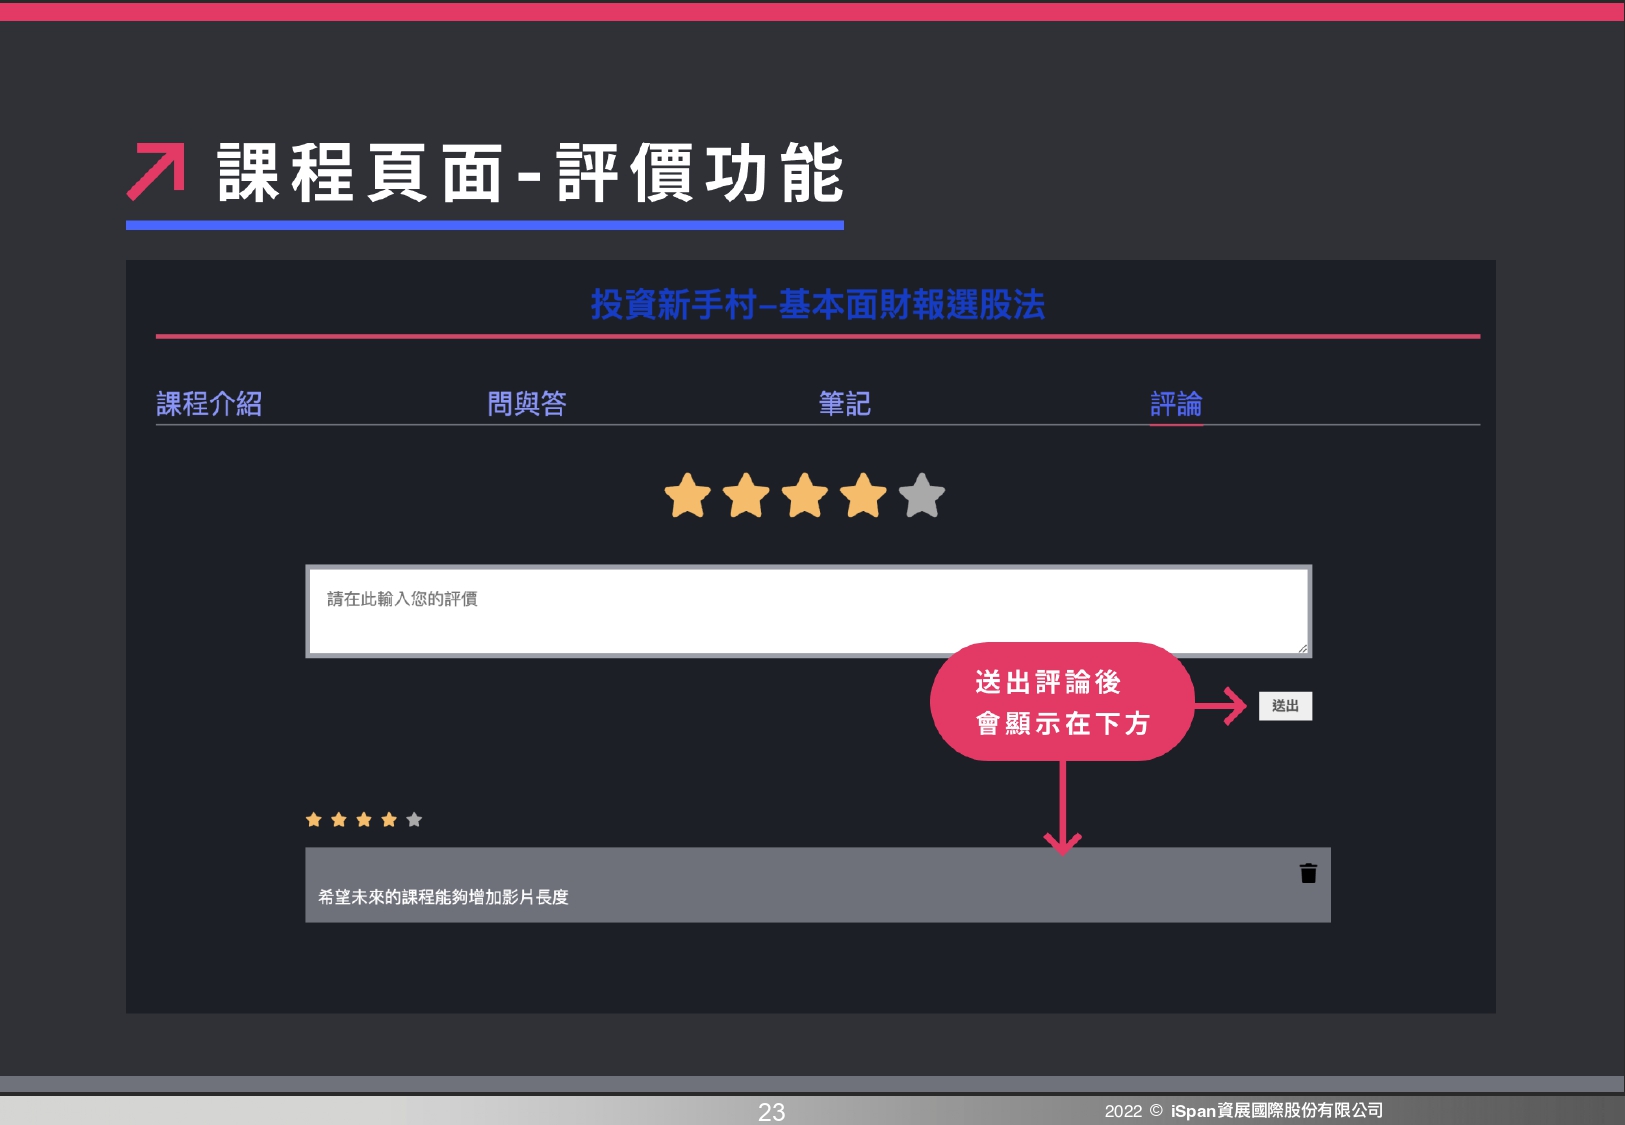 課程頁面-評價功能
投資新手村–基本面財報選股法
課程介紹 問與答 筆記 評論
請在此輸入您的評價
送出評論後
會顯示在下方
送出
希望未來的課程能夠增加影片長度
23
2022 © iSpan資展國際股份有限公司